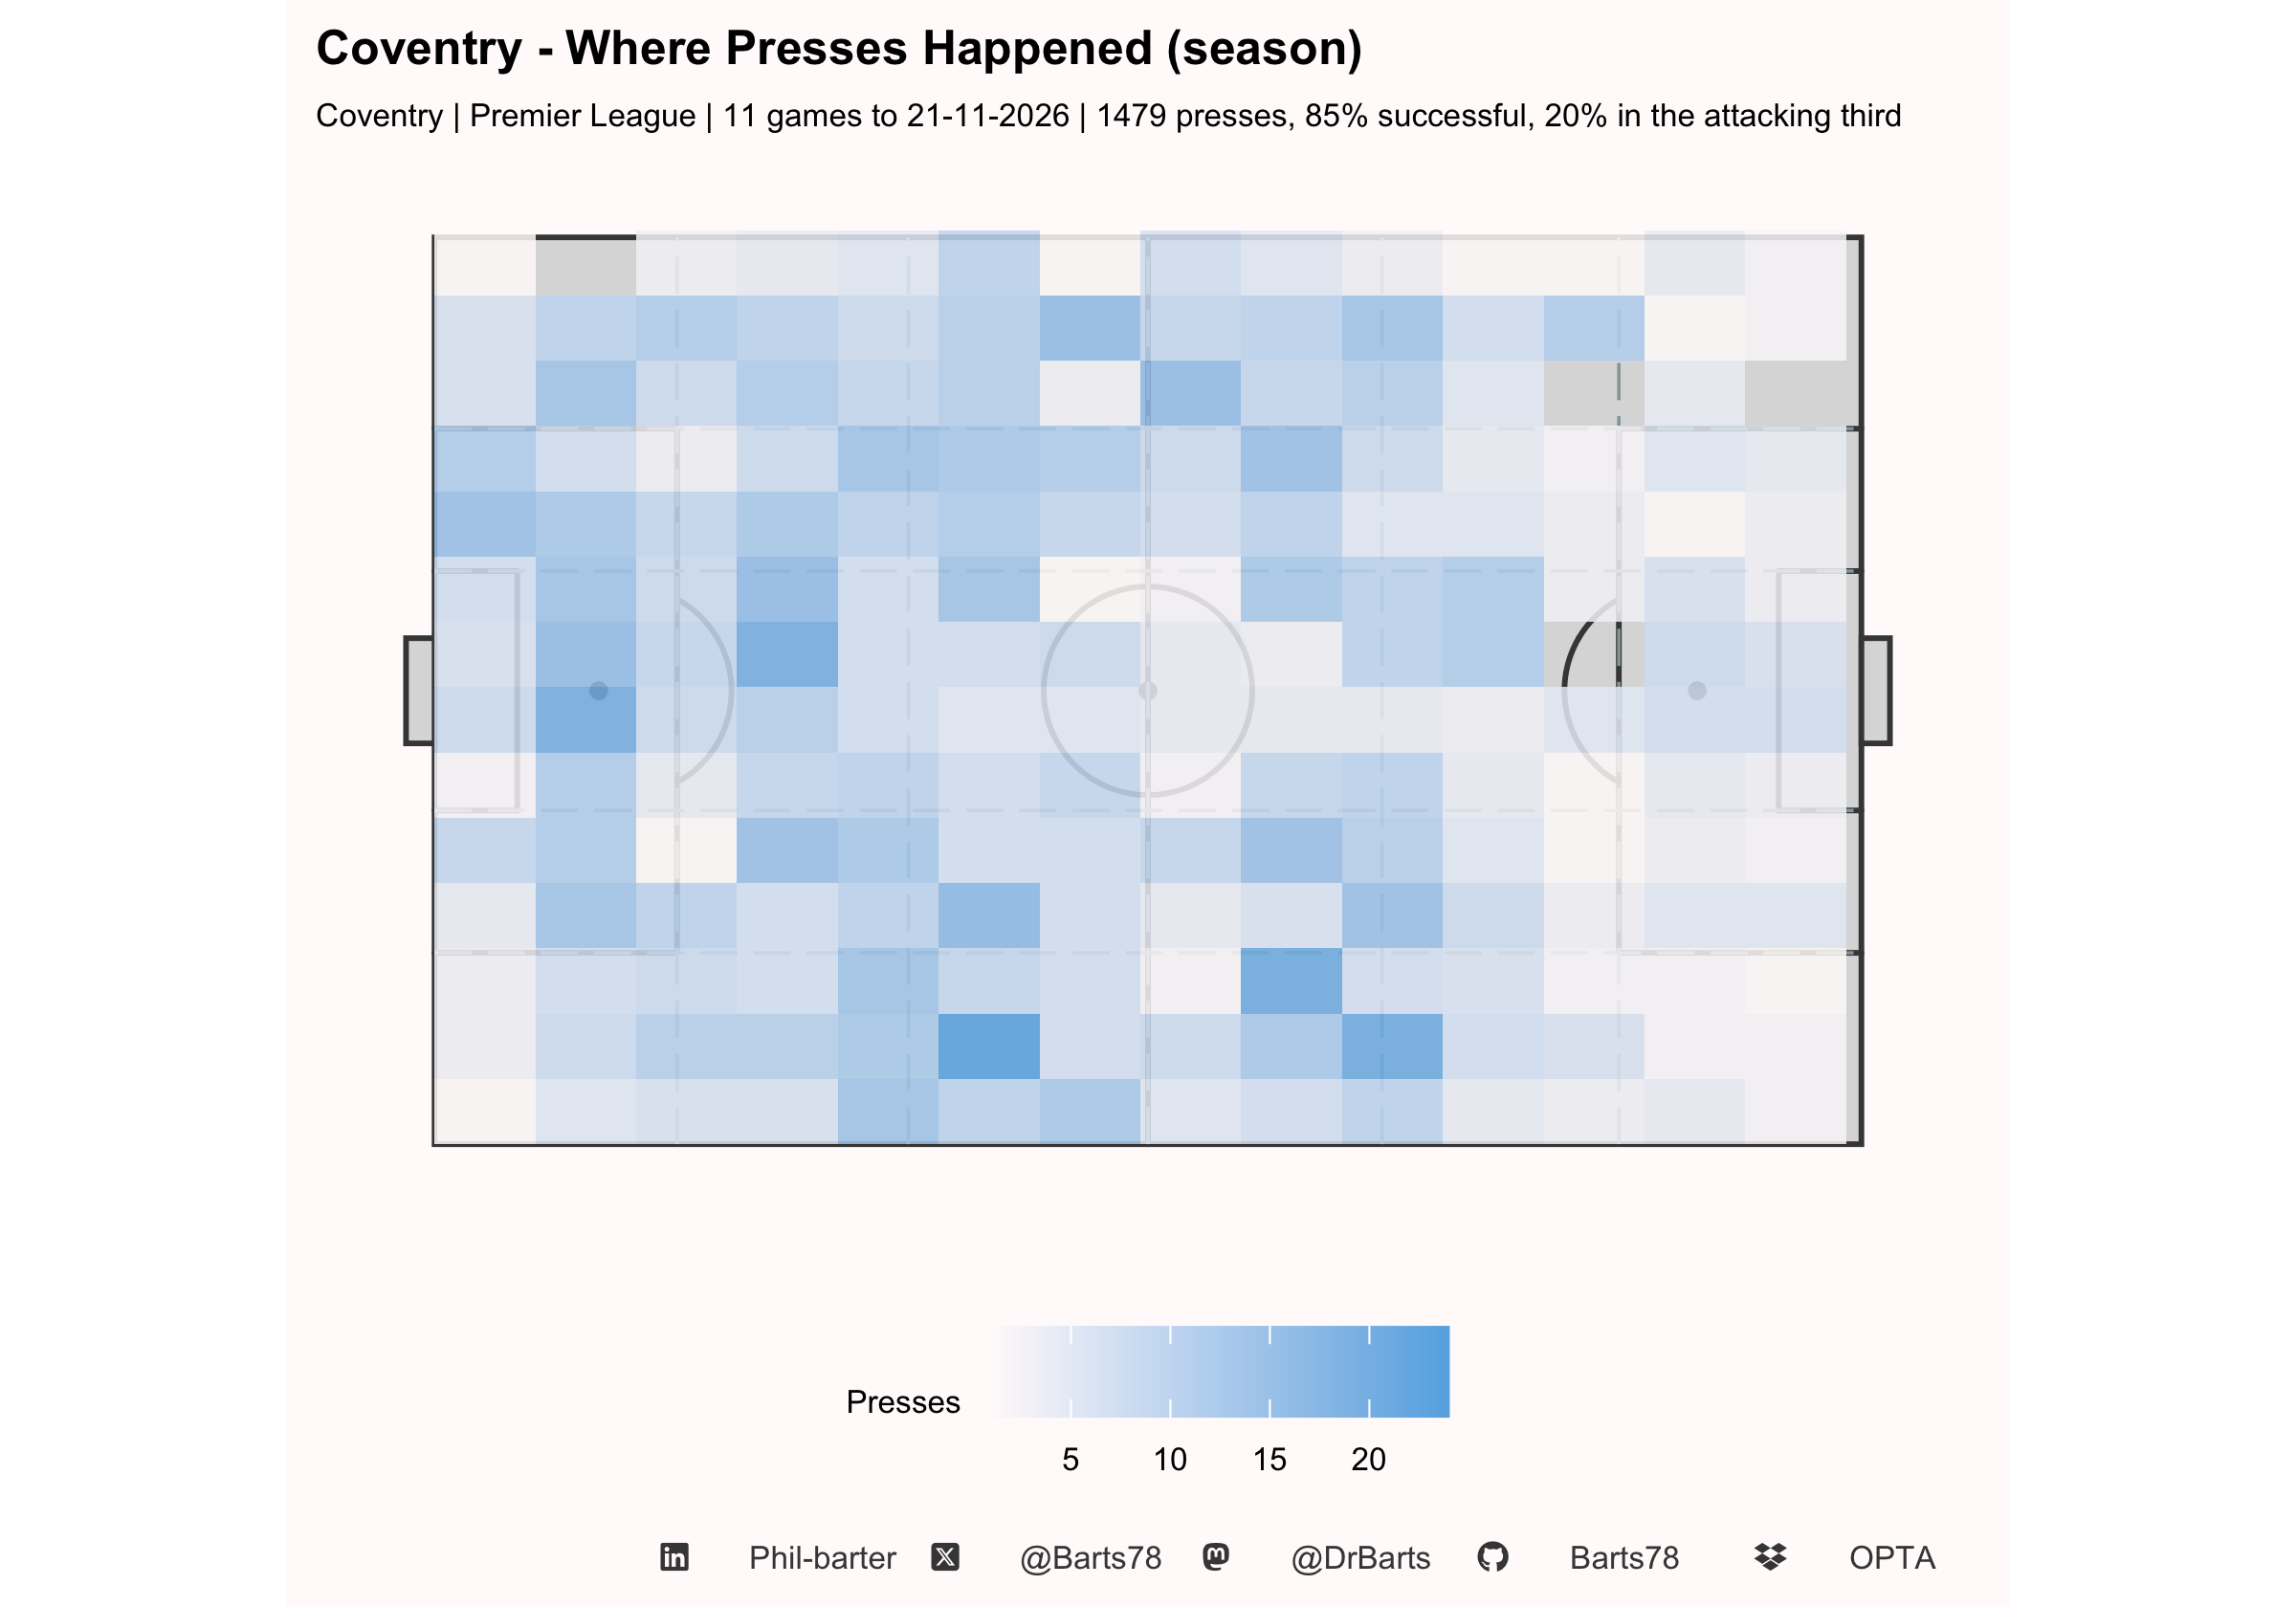 Coventry - Where Presses Happened (season)
Coventry | Premier League | 11 games to 21-11-2026 | 1479 presses, 85% successful, 20% in the attacking third
Presses
5 10 15 20
Phil-barter @Barts78 @DrBarts Barts78 OPTA